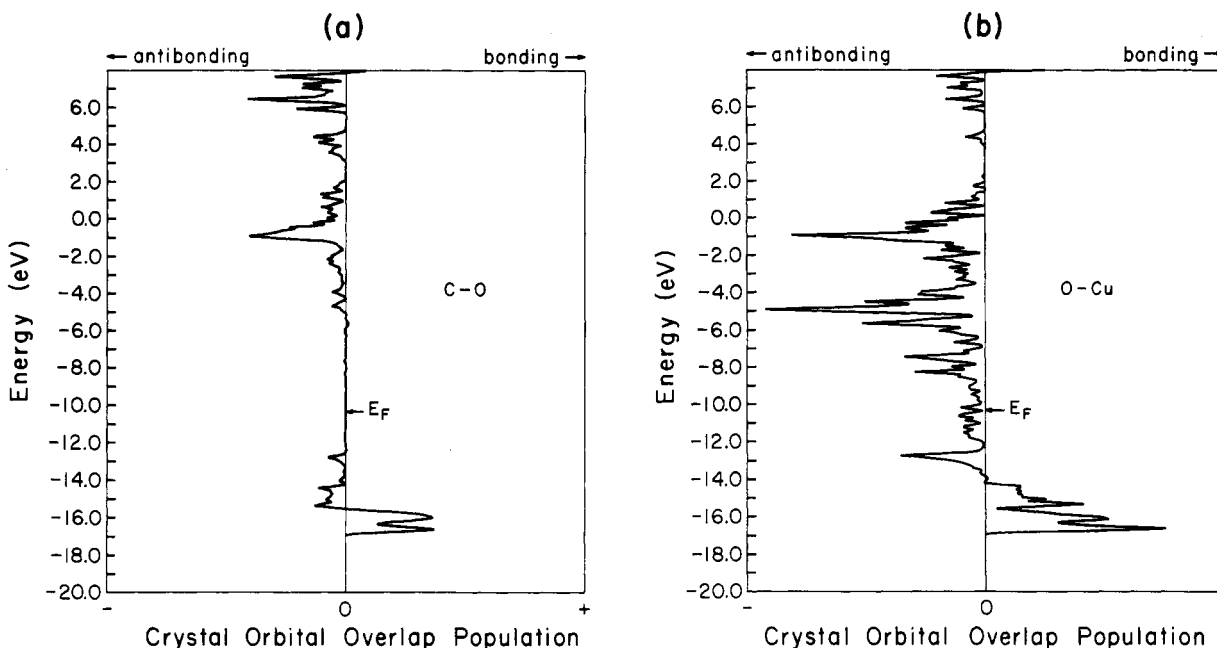 (a)
← antibonding bonding →
6.0
4.0
2.0
0.0
-2.0
-4.0
-6.0
-8.0
-10.0
-12.0
-14.0
-16.0
-18.0
-20.0
Energy (eV)
C-O
E_F
- 0 +
Crystal Orbital Overlap Population
(b)
← antibonding bonding →
6.0
4.0
2.0
0.0
-2.0
-4.0
-6.0
-8.0
-10.0
-12.0
-14.0
-16.0
-18.0
-20.0
Energy (eV)
O-Cu
E_F
- 0
Crystal Orbital Overlap Population